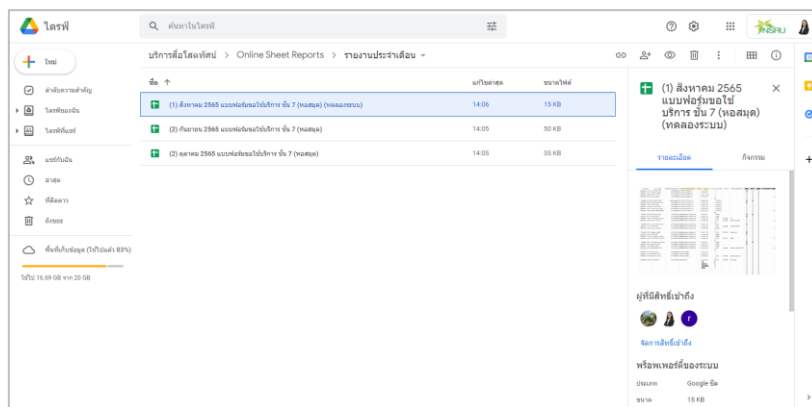 ไดรฟ์
ค้นหาในไดรฟ์
NSRU
ใหม่
ลำดับความสำคัญ
ไดรฟ์ของฉัน
ไดรฟ์ที่แชร์
แชร์กับฉัน
ล่าสุด
ที่ติดดาว
ถังขยะ
พื้นที่เก็บข้อมูล (ใช้ไปแล้ว 83%)
ใช้ไป 16.69 GB จาก 20 GB
บริการสื่อโสตทัศน์ > Online Sheet Reports > รายงานประจำเดือน
ชื่อ ↑ แก้ไขล่าสุด ขนาดไฟล์
(1) สิงหาคม 2565 แบบฟอร์มขอใช้บริการ ชั้น 7 (หอสมุด) (ทดลองระบบ) 14:06 15 KB
(2) กันยายน 2565 แบบฟอร์มขอใช้บริการ ชั้น 7 (หอสมุด) 14:05 50 KB
(2) ตุลาคม 2565 แบบฟอร์มขอใช้บริการ ชั้น 7 (หอสมุด) 14:05 35 KB
(1) สิงหาคม 2565
แบบฟอร์มขอใช้
บริการ ชั้น 7 (หอสมุด)
(ทดลองระบบ)
รายละเอียด กิจกรรม
ผู้ที่มีสิทธิ์เข้าถึง
r
จัดการสิทธิ์เข้าถึง
พร็อพเพอร์ตี้ของระบบ
ประเภท Google ชีต
ขนาด 15 KB